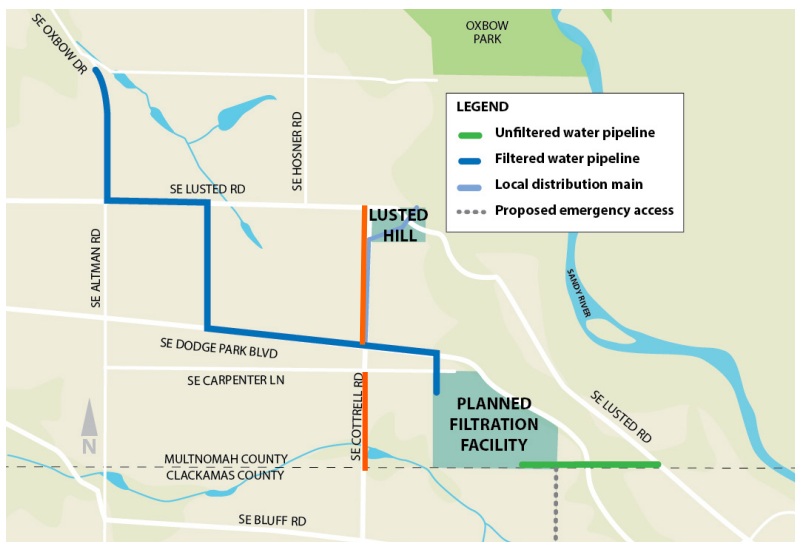 OXBOW
PARK
SE OXBOW DR
LEGEND
Unfiltered water pipeline
Filtered water pipeline
Local distribution main
Proposed emergency access
SE HOSNER RD
SE LUSTED RD
LUSTED
HILL
SE ALTMAN RD
SANDY RIVER
SE DODGE PARK BLVD
SE CARPENTER LN
SE COTTRELL RD
PLANNED
FILTRATION
FACILITY
SE LUSTED RD
N
MULTNOMAH COUNTY
CLACKAMAS COUNTY
SE BLUFF RD